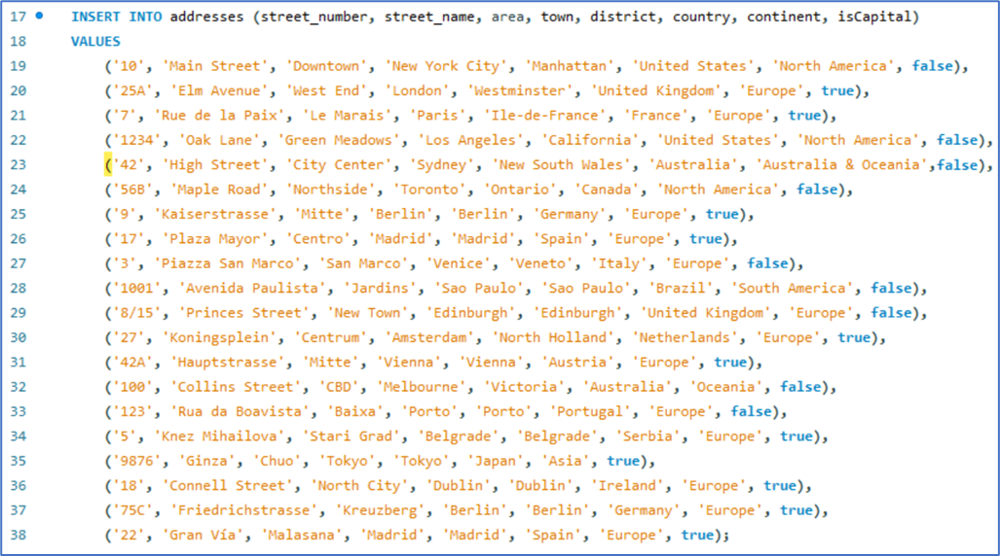 17 INSERT INTO addresses (street_number, street_name, area, town, district, country, continent, isCapital)
18 VALUES
19 ('10', 'Main Street', 'Downtown', 'New York City', 'Manhattan', 'United States', 'North America', false),
20 ('25A', 'Elm Avenue', 'West End', 'London', 'Westminster', 'United Kingdom', 'Europe', true),
21 ('7', 'Rue de la Paix', 'Le Marais', 'Paris', 'Ile-de-France', 'France', 'Europe', true),
22 ('1234', 'Oak Lane', 'Green Meadows', 'Los Angeles', 'California', 'United States', 'North America', false),
23 ('42', 'High Street', 'City Center', 'Sydney', 'New South Wales', 'Australia', 'Australia & Oceania',false),
24 ('56B', 'Maple Road', 'Northside', 'Toronto', 'Ontario', 'Canada', 'North America', false),
25 ('9', 'Kaiserstrasse', 'Mitte', 'Berlin', 'Berlin', 'Germany', 'Europe', true),
26 ('17', 'Plaza Mayor', 'Centro', 'Madrid', 'Madrid', 'Spain', 'Europe', true),
27 ('3', 'Piazza San Marco', 'San Marco', 'Venice', 'Veneto', 'Italy', 'Europe', false),
28 ('1001', 'Avenida Paulista', 'Jardins', 'Sao Paulo', 'Sao Paulo', 'Brazil', 'South America', false),
29 ('8/15', 'Princes Street', 'New Town', 'Edinburgh', 'Edinburgh', 'United Kingdom', 'Europe', false),
30 ('27', 'Koningsplein', 'Centrum', 'Amsterdam', 'North Holland', 'Netherlands', 'Europe', true),
31 ('42A', 'Hauptstrasse', 'Mitte', 'Vienna', 'Vienna', 'Austria', 'Europe', true),
32 ('100', 'Collins Street', 'CBD', 'Melbourne', 'Victoria', 'Australia', 'Oceania', false),
33 ('123', 'Rua da Boavista', 'Baixa', 'Porto', 'Porto', 'Portugal', 'Europe', false),
34 ('5', 'Knez Mihailova', 'Stari Grad', 'Belgrade', 'Belgrade', 'Serbia', 'Europe', true),
35 ('9876', 'Ginza', 'Chuo', 'Tokyo', 'Tokyo', 'Japan', 'Asia', true),
36 ('18', 'Connell Street', 'North City', 'Dublin', 'Dublin', 'Ireland', 'Europe', true),
37 ('75C', 'Friedrichstrasse', 'Kreuzberg', 'Berlin', 'Berlin', 'Germany', 'Europe', true),
38 ('22', 'Gran Vía', 'Malasana', 'Madrid', 'Madrid', 'Spain', 'Europe', true);